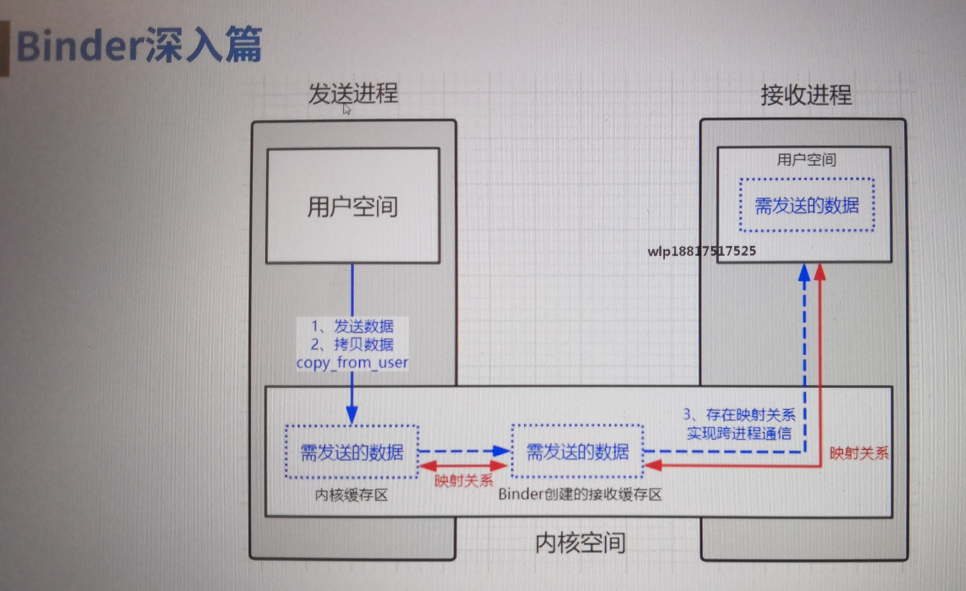 Binder深入篇
发送进程
接收进程
用户空间
用户空间
需发送的数据
wlp18817517525
1、发送数据
2、拷贝数据
copy_from_user
3、存在映射关系
实现跨进程通信
需发送的数据
需发送的数据
映射关系
映射关系
内核缓存区
Binder创建的接收缓存区
内核空间